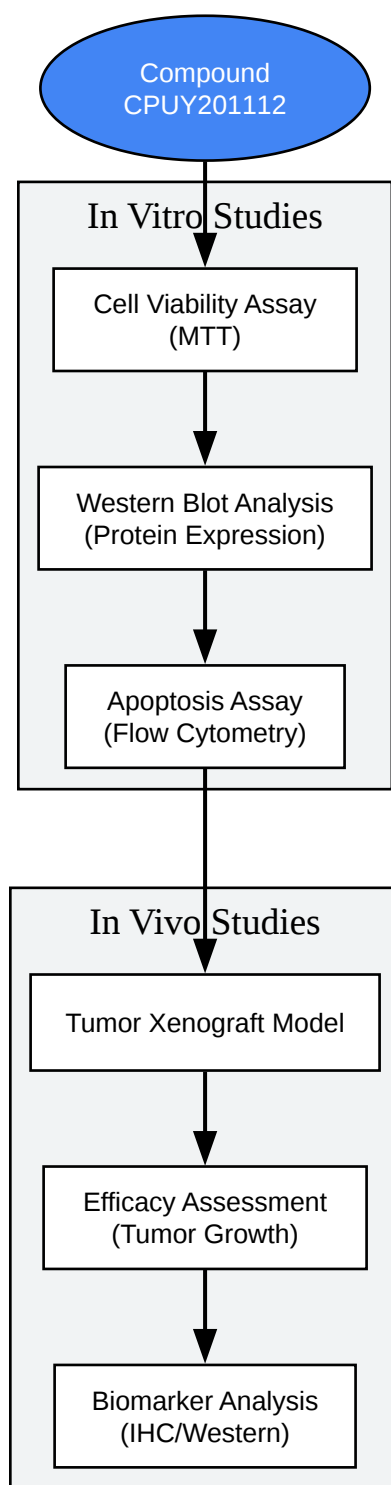 Compound
CPUY201112
In Vitro Studies
Cell Viability Assay
(MTT)
Western Blot Analysis
(Protein Expression)
Apoptosis Assay
(Flow Cytometry)
In Vivo Studies
Tumor Xenograft Model
Efficacy Assessment
(Tumor Growth)
Biomarker Analysis
(IHC/Western)